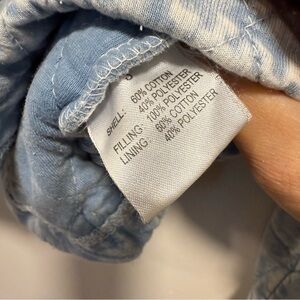 SHELL: 60% COTTON
40% POLYESTER
FILLING: 100% POLYESTER
LINING: 60% COTTON
40% POLYESTER